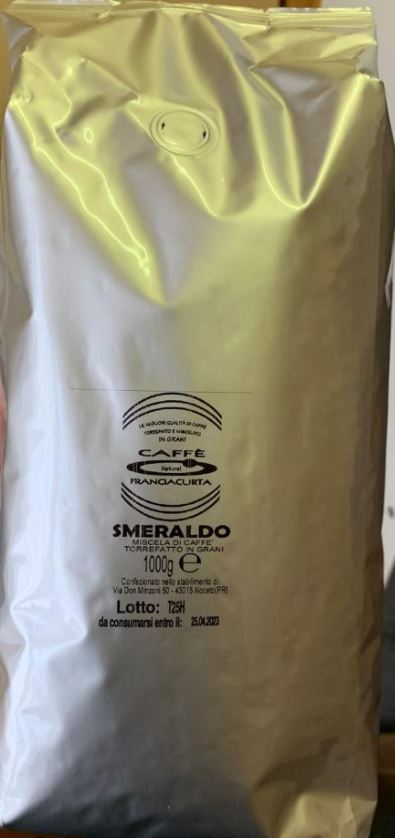 LE MIGLIORI QUALITÀ DI CAFFÈ
TORREFATTO E MISCELATO
IN GRANI
CAFFÈ
Natural
FRANCIACURTA
SMERALDO
MISCELA DI CAFFE'
TORREFATTO IN GRANI
1000g e
Confezionato nello stabilimento di:
Via Don Minzoni 50 - 43015 Noceto(PR)
Lotto: T25H
da consumarsi entro il: 25.04.2023